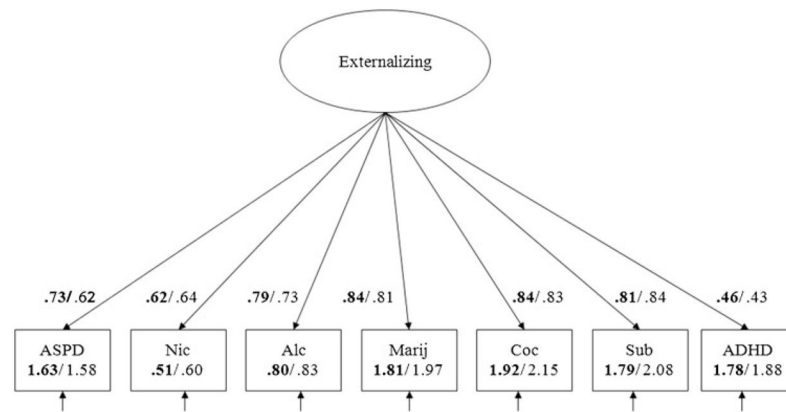 Externalizing
.73/.62 .62/.64 .79/.73 .84/.81 .84/.83 .81/.84 .46/.43
ASPD Nic Alc Marij Coc Sub ADHD
1.63/1.58 .51/.60 .80/.83 1.81/1.97 1.92/2.15 1.79/2.08 1.78/1.88